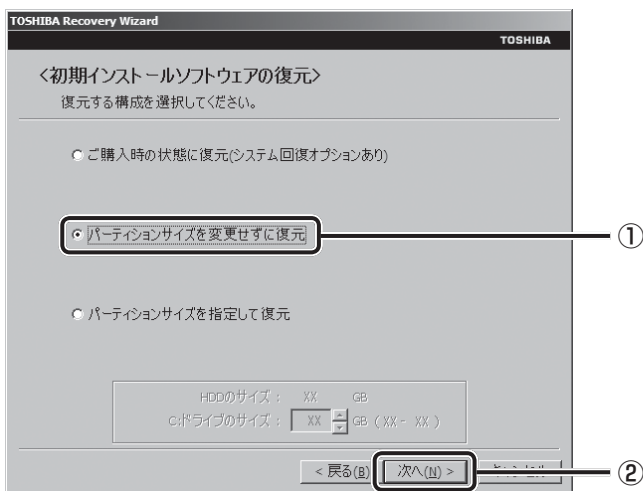 TOSHIBA Recovery Wizard
TOSHIBA
<初期インストールソフトウェアの復元>
復元する構成を選択してください。
ご購入時の状態に復元(システム回復オプションあり)
パーティションサイズを変更せずに復元
①
パーティションサイズを指定して復元
HDDのサイズ： XX GB
C:ドライブのサイズ： XX GB ( XX - XX )
< 戻る(B) 次へ(N) >
②